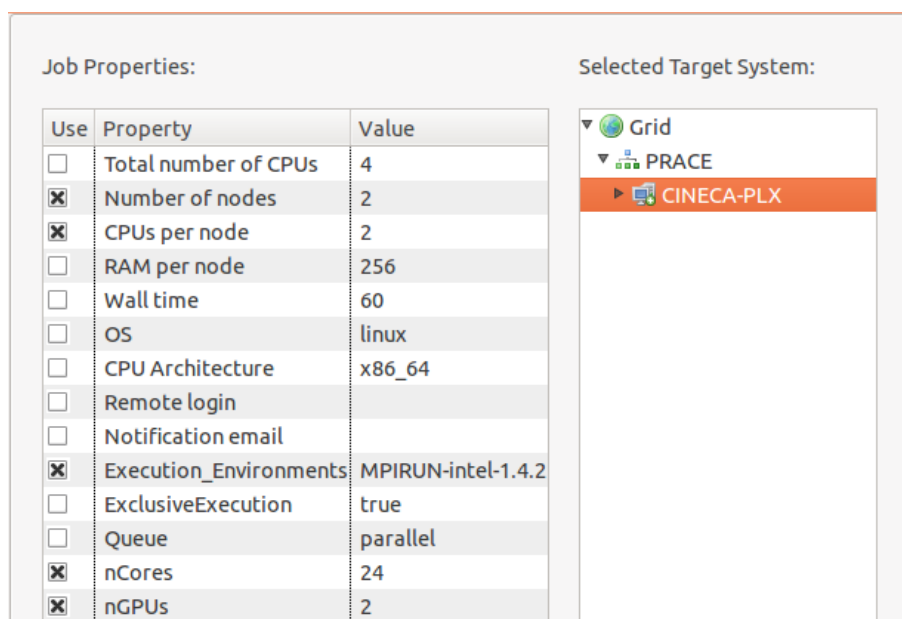 Job Properties:
Selected Target System:
Use Property Value
Total number of CPUs 4
Number of nodes 2
CPUs per node 2
RAM per node 256
Wall time 60
OS linux
CPU Architecture x86_64
Remote login
Notification email
Execution_Environments MPIRUN-intel-1.4.2
ExclusiveExecution true
Queue parallel
nCores 24
nGPUs 2
Grid
PRACE
CINECA-PLX